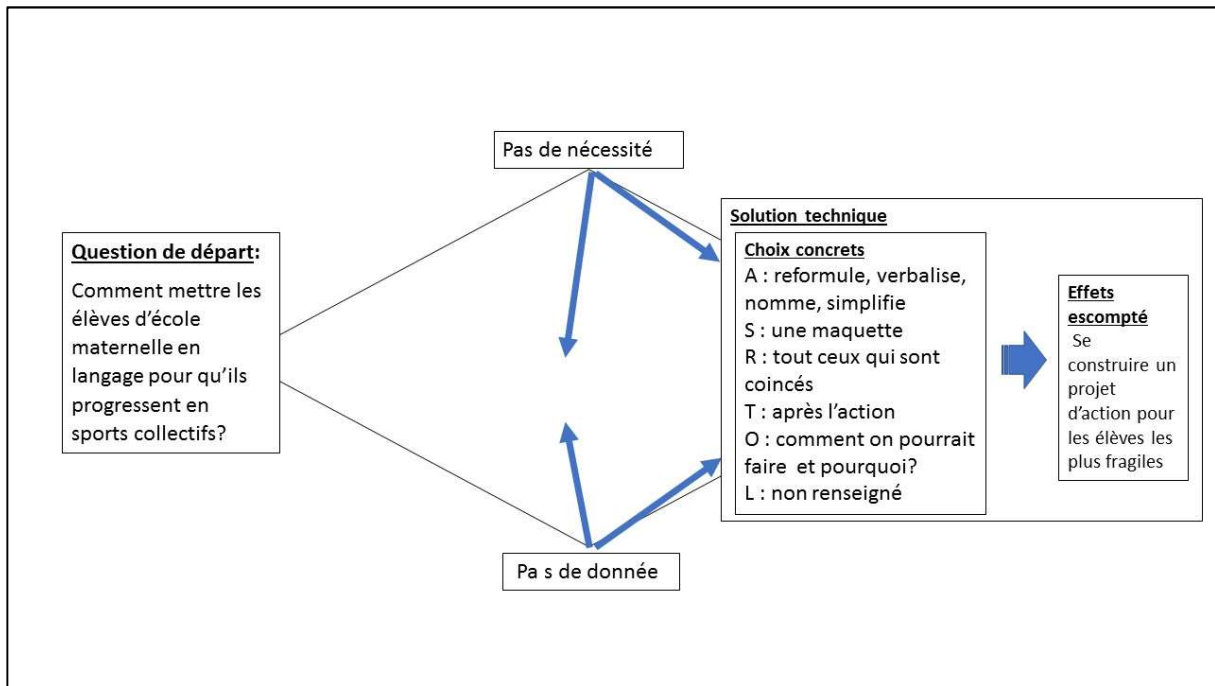 Pas de nécessité
Question de départ:
Comment mettre les
élèves d'école
maternelle en
langage pour qu'ils
progressent en
sports collectifs?
Solution technique
Choix concrets
A : reformule, verbalise,
nomme, simplifie
S : une maquette
R : tout ceux qui sont
coincés
T : après l'action
O : comment on pourrait
faire et pourquoi?
L : non renseigné
Effets
escompté
Se
construire un
projet
d'action pour
les élèves les
plus fragiles
Pa s de donnée